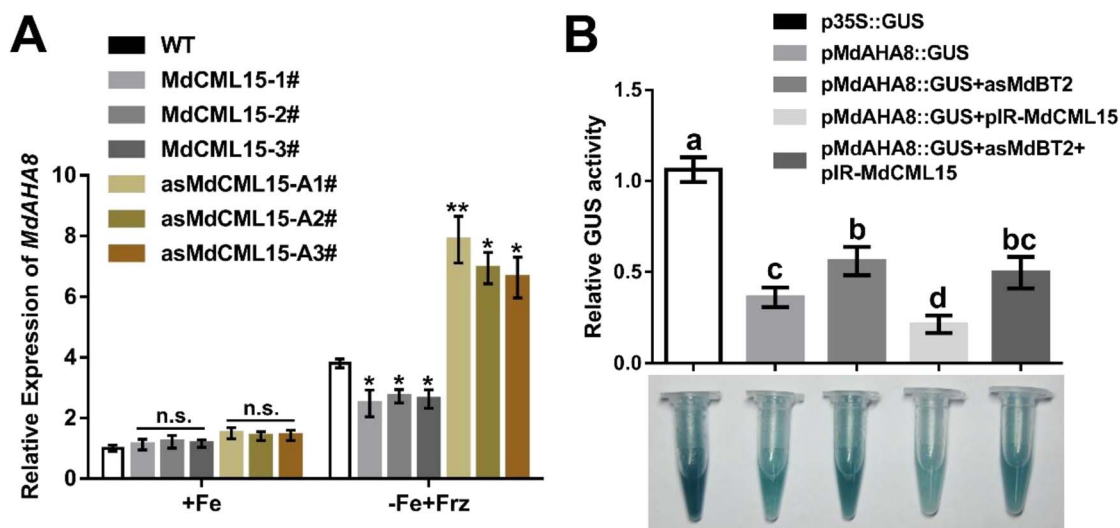 A
WT
MdCML15-1#
MdCML15-2#
MdCML15-3#
asMdCML15-A1#
asMdCML15-A2#
asMdCML15-A3#
Relative Expression of MdAHA8
10
8
6
4
2
0
n.s.
n.s.
*
*
*
**
*
*
+Fe
-Fe+Frz
B
p35S::GUS
pMdAHA8::GUS
pMdAHA8::GUS+asMdBT2
pMdAHA8::GUS+pIR-MdCML15
pMdAHA8::GUS+asMdBT2+
pIR-MdCML15
Relative GUS activity
1.5
1.0
0.5
0.0
a
c
b
d
bc